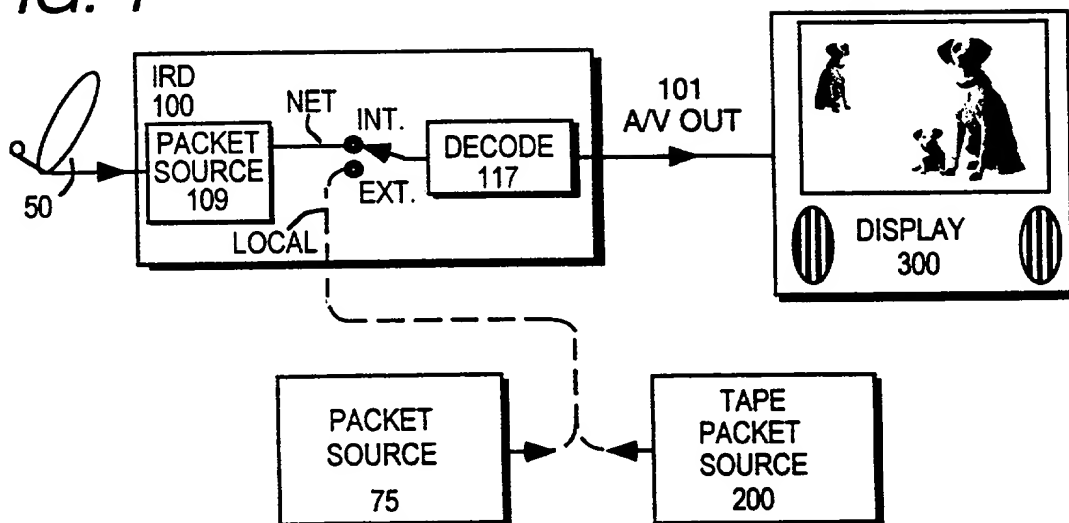 IRD
100
NET
INT.
PACKET
SOURCE
109
DECODE
117
EXT.
LOCAL
50
101
A/V OUT
DISPLAY
300
PACKET
SOURCE
75
TAPE
PACKET
SOURCE
200